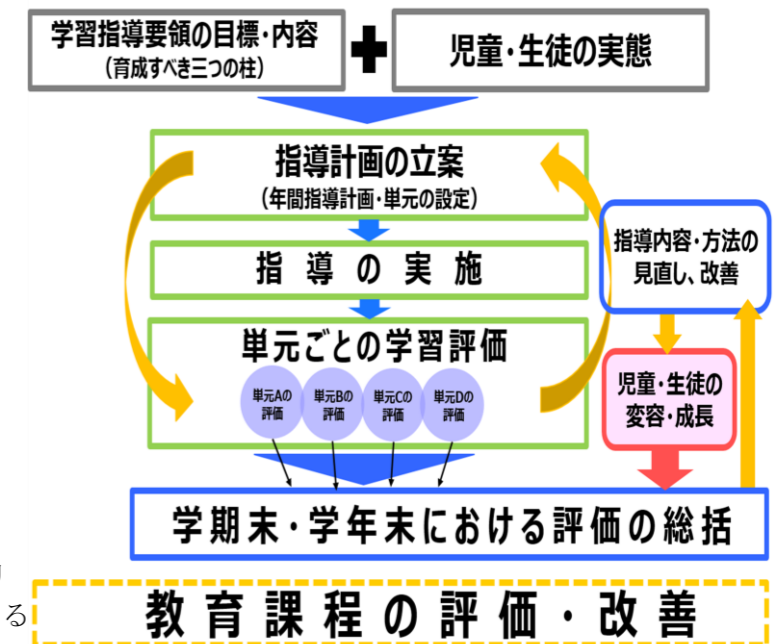 学習指導要領の目標・内容
(育成すべき三つの柱)
児童・生徒の実態
指導計画の立案
(年間指導計画・単元の設定)
指導の実施
単元ごとの学習評価
単元Aの
評価
単元Bの
評価
単元Cの
評価
単元Dの
評価
指導内容・方法の
見直し、改善
児童・生徒の
変容・成長
学期末・学年末における評価の総括
る
教育課程の評価・改善